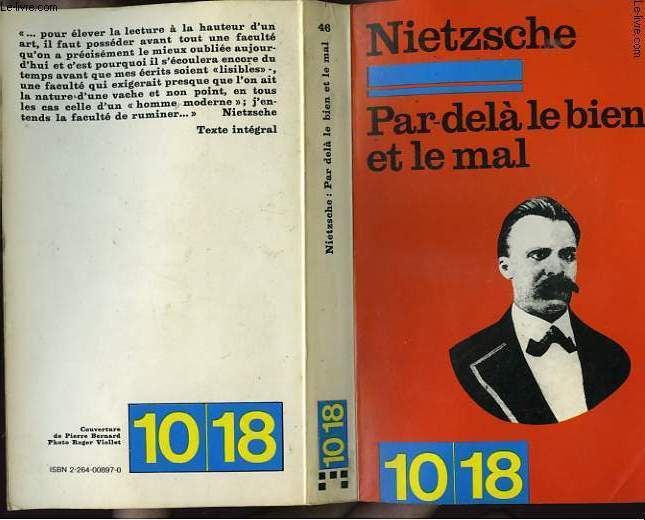 « ... pour élever la lecture à la hauteur d'un
art, il faut posséder avant tout une faculté
qu'on a précisément le mieux oubliée aujour-
d'hui et c'est pourquoi il s'écoulera encore du
temps avant que mes écrits soient «lisibles» -,
une faculté qui exigerait presque que l'on ait
la nature d'une vache et non point, en tous
les cas celle d'un « homme moderne » ; j'en-
tends la faculté de ruminer... » Nietzsche
Texte intégral
Couverture
de Pierre Bernard
Photo Roger Viollet
10|18
ISBN 2-264-00897-0
46
Nietzsche : Par delà le bien et le mal
10|18
Nietzsche
Par-delà le bien
et le mal
10|18
Le-livre.com
Le-livre.com